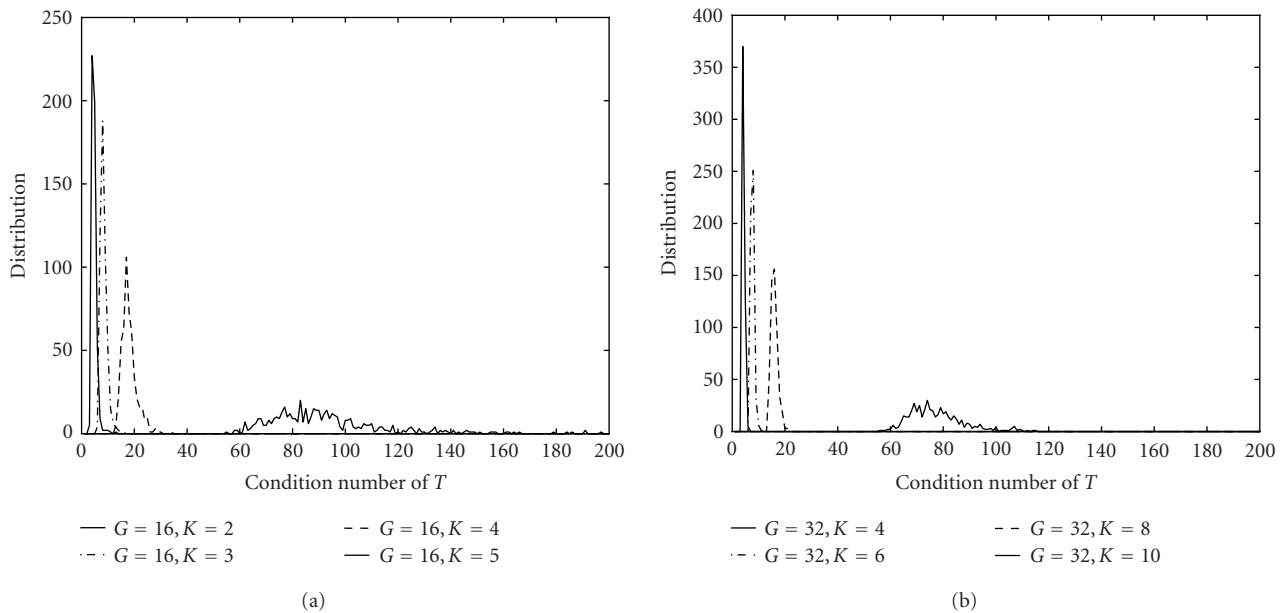 250
200
150
100
50
0
Distribution
0 20 40 60 80 100 120 140 160 180 200
Condition number of T
G = 16, K = 2
G = 16, K = 3
G = 16, K = 4
G = 16, K = 5
(a)
400
350
300
250
200
150
100
50
0
Distribution
0 20 40 60 80 100 120 140 160 180 200
Condition number of T
G = 32, K = 4
G = 32, K = 6
G = 32, K = 8
G = 32, K = 10
(b)